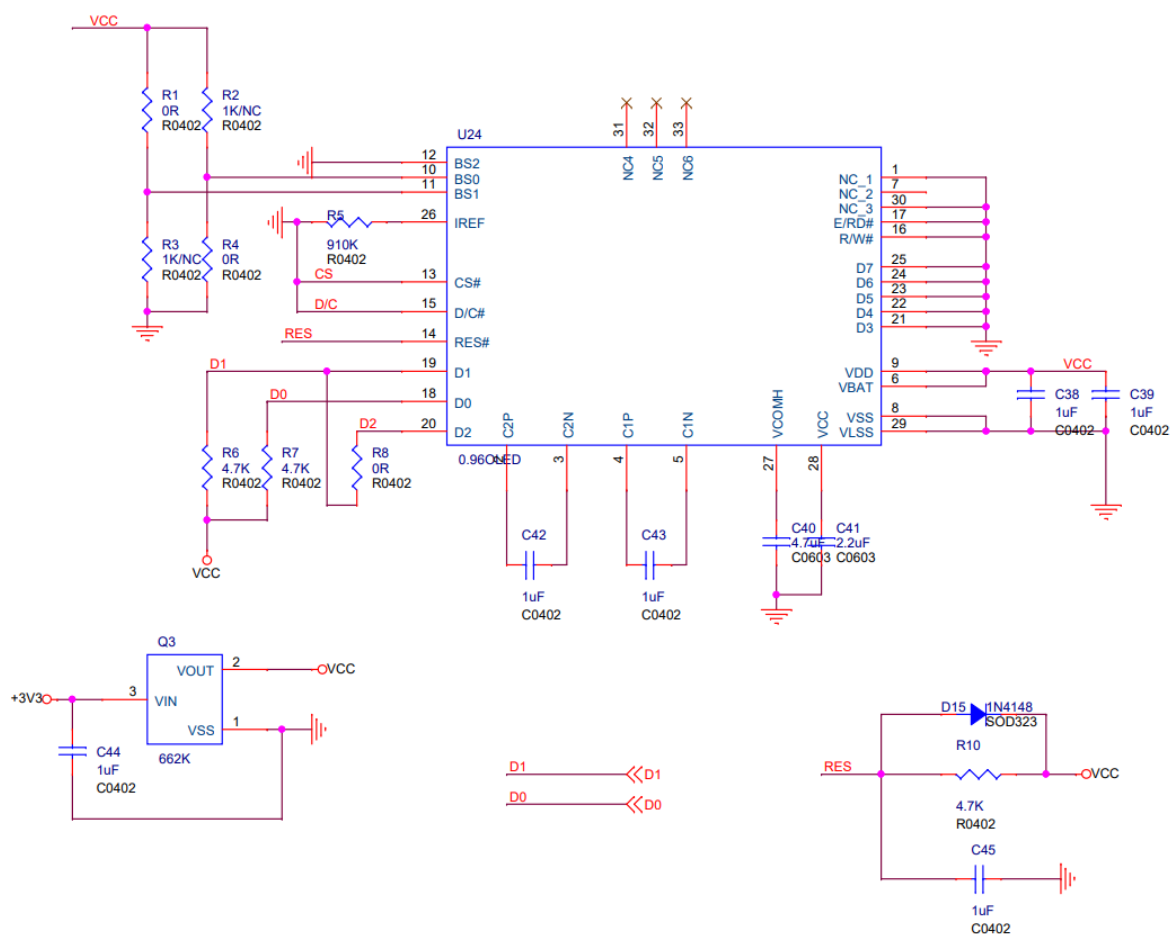 VCC
R1
0R
R0402
R2
1K/NC
R0402
R3
1K/NC
R0402
R4
0R
R0402
U24
31
32
33
NC4
NC5
NC6
12
BS2
10
BS0
11
BS1
R5
910K
R0402
26
IREF
CS
13
CS#
D/C
15
D/C#
RES
14
RES#
D1
19
D1
D0
18
D0
D2
20
D2
NC_1
1
NC_2
7
NC_3
30
E/RD#
17
R/W#
16
D7
25
D6
24
D5
23
D4
22
D3
21
VDD
9
VCC
VBAT
6
VSS
8
VLSS
29
C38
1uF
C0402
C39
1uF
C0402
C2P
C2N
C1P
C1N
VCOMH
VCC
0.96OLED
2
3
4
5
27
28
R6
4.7K
R0402
R7
4.7K
R0402
R8
0R
R0402
VCC
C42
1uF
C0402
C43
1uF
C0402
C40
4.7uF
C0603
C41
2.2uF
C0603
Q3
VOUT
2
VCC
+3V3
3
VIN
VSS
1
662K
C44
1uF
C0402
D1
D1
D0
D0
D15
1N4148
SOD323
R10
RES
VCC
4.7K
R0402
C45
1uF
C0402